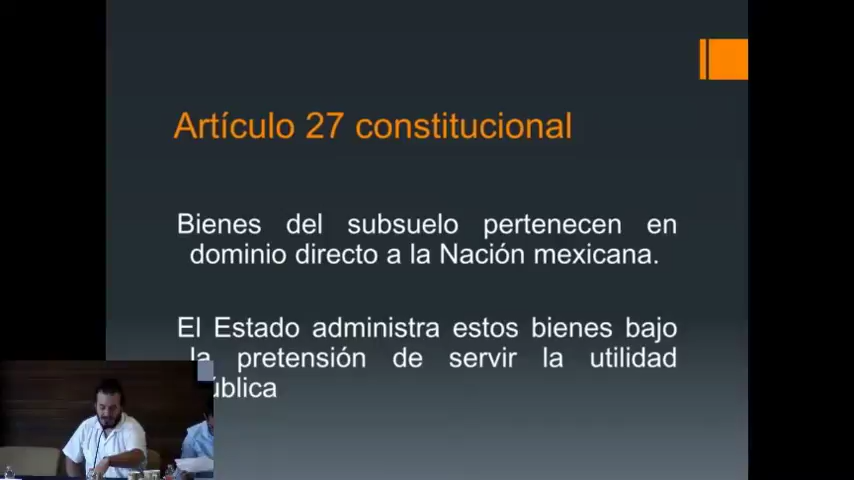 Artículo 27 constitucional
Bienes del subsuelo pertenecen en
dominio directo a la Nación mexicana.
El Estado administra estos bienes bajo
la pretensión de servir la utilidad
ública